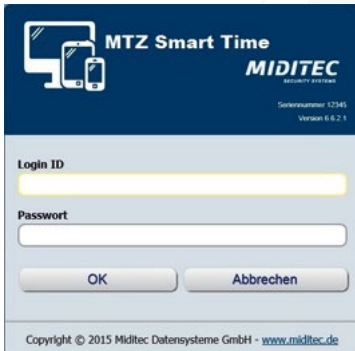 MTZ Smart Time
MIDITEC
SECURITY SYSTEMS
Seriennummer 12345
Version 6.6.2.1
Login ID
Passwort
OK Abbrechen
Copyright © 2015 Miditec Datensysteme GmbH - www.miditec.de